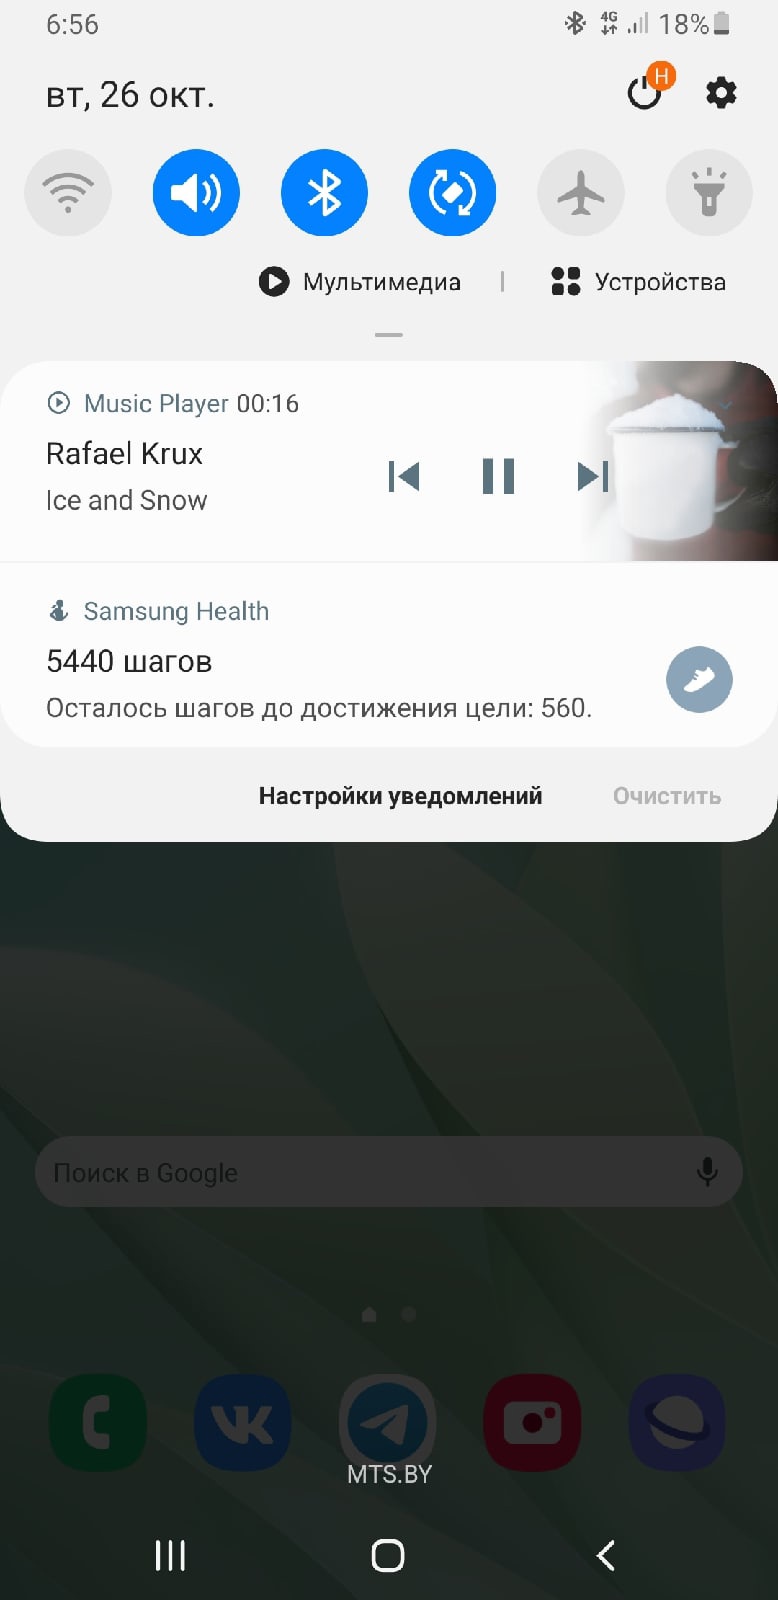 6:56
4G
18%
вт, 26 окт.
Н
Мультимедиа
Устройства
Music Player 00:16
Rafael Krux
Ice and Snow
Samsung Health
5440 шагов
Осталось шагов до достижения цели: 560.
Настройки уведомлений
Очистить
Поиск в Google
MTS.BY